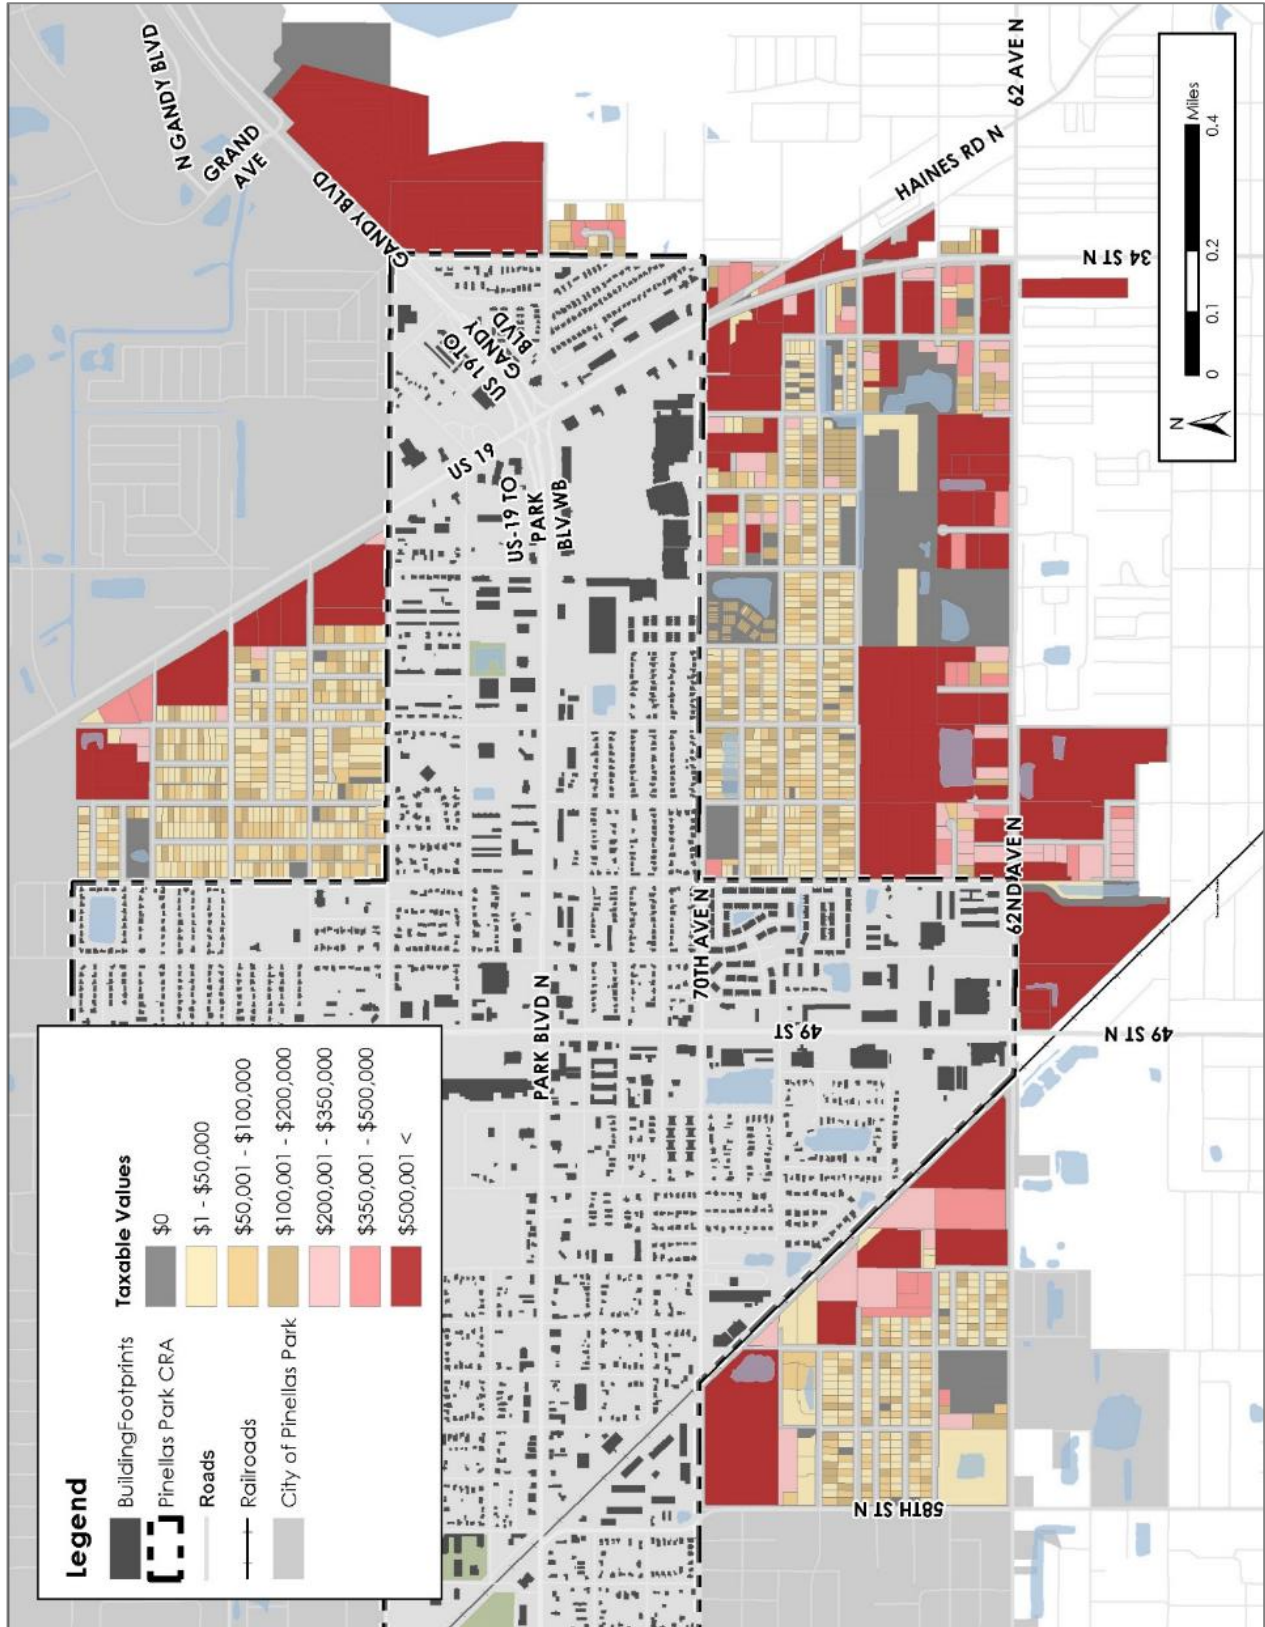 Legend
BuildingFootprints
Pinellas Park CRA
Roads
Railroads
City of Pinellas Park
Taxable Values
$0
$1 - $50,000
$50,001 - $100,000
$100,001 - $200,000
$200,001 - $350,000
$350,001 - $500,000
$500,001 <
N GANDY BLVD
GRAND
AVE
GANDY BLVD
US 19 TO
GANDY
BLVD
US 19
US-19 TO
PARK
BLV WB
PARK BLVD N
70TH AVE N
49 ST
62ND AVE N
49 ST N
58TH ST N
HAINES RD N
62 AVE N
34 ST N
N
0
0.1
0.2
0.4
Miles